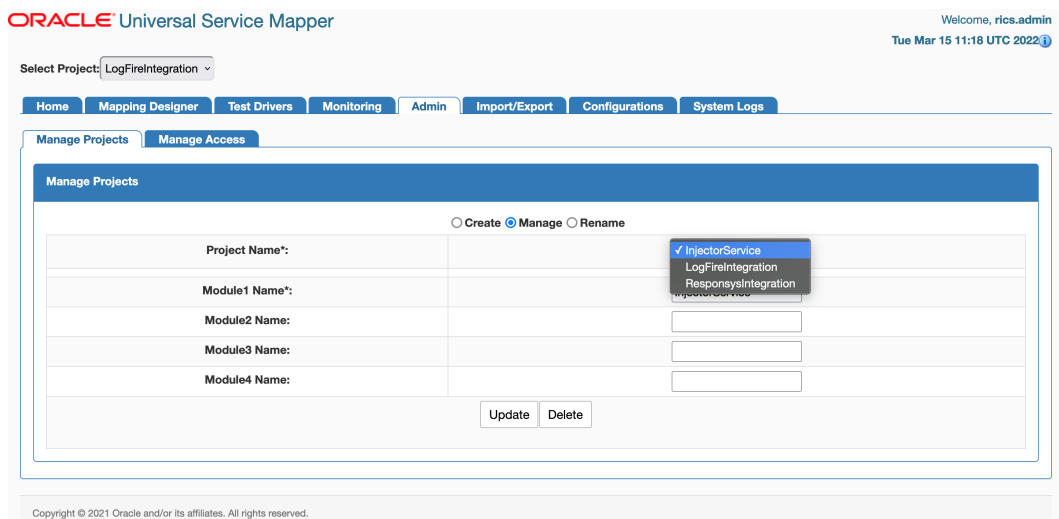 ORACLE® Universal Service Mapper
Welcome, rics.admin
Tue Mar 15 11:18 UTC 2022
Select Project: LogFireIntegration
Home Mapping Designer Test Drivers Monitoring Admin Import/Export Configurations System Logs
Manage Projects Manage Access
Manage Projects
Create Manage Rename
Project Name*:
✓ InjectorService
LogFireIntegration
ResponsysIntegration
Module1 Name*: InjectorService
Module2 Name:
Module3 Name:
Module4 Name:
Update Delete
Copyright © 2021 Oracle and/or its affiliates. All rights reserved.